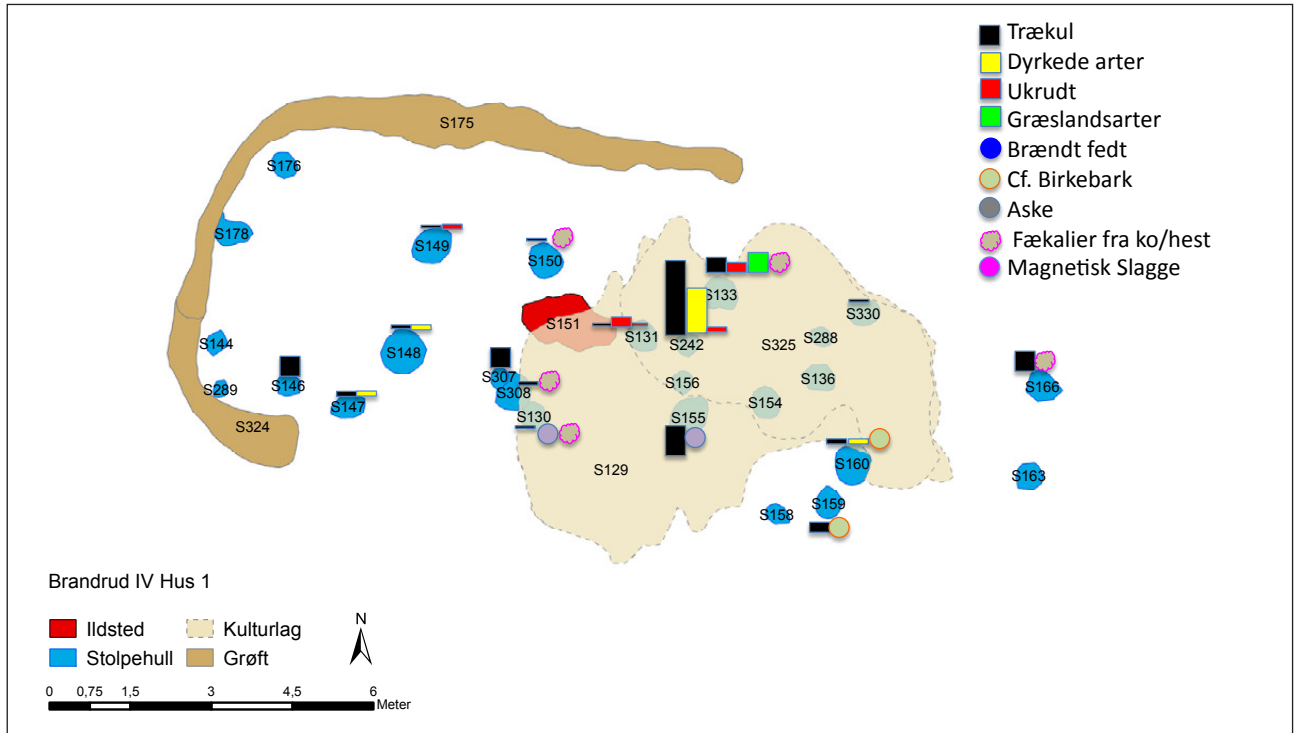 Trækul
Dyrkede arter
Ukrudt
Græslandsarter
Brændt fedt
Cf. Birkebark
Aske
Fækalier fra ko/hest
Magnetisk Slagge
S175
S176
S178
S149
S150
S133
S330
S151
S131
S242
S325
S288
S144
S148
S289
S146
S147
S307
S308
S156
S136
S166
S324
S130
S155
S154
S129
S160
S163
S158
S159
Brandrud IV Hus 1
Ildsted
Kulturlag
Stolpehull
Grøft
N
0 0,75 1,5 3 4,5 6
Meter